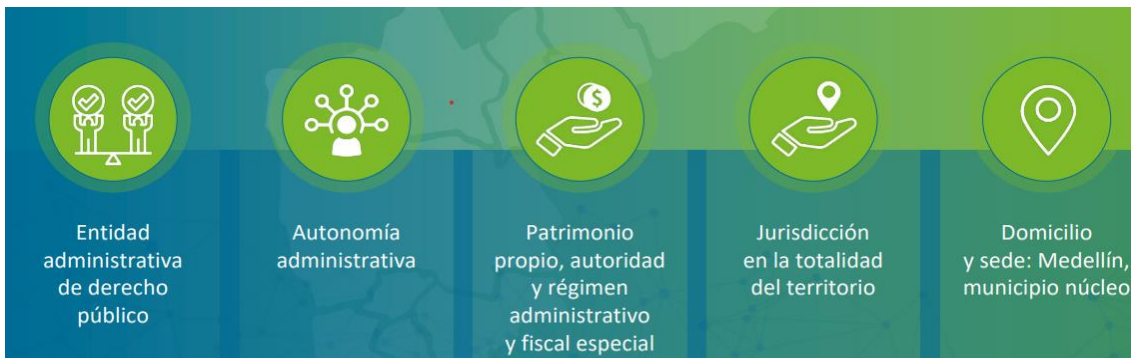 Entidad
administrativa
de derecho
público
Autonomía
administrativa
Patrimonio
propio, autoridad
y régimen
administrativo
y fiscal especial
Jurisdicción
en la totalidad
del territorio
Domicilio
y sede: Medellín,
municipio núcleo
$